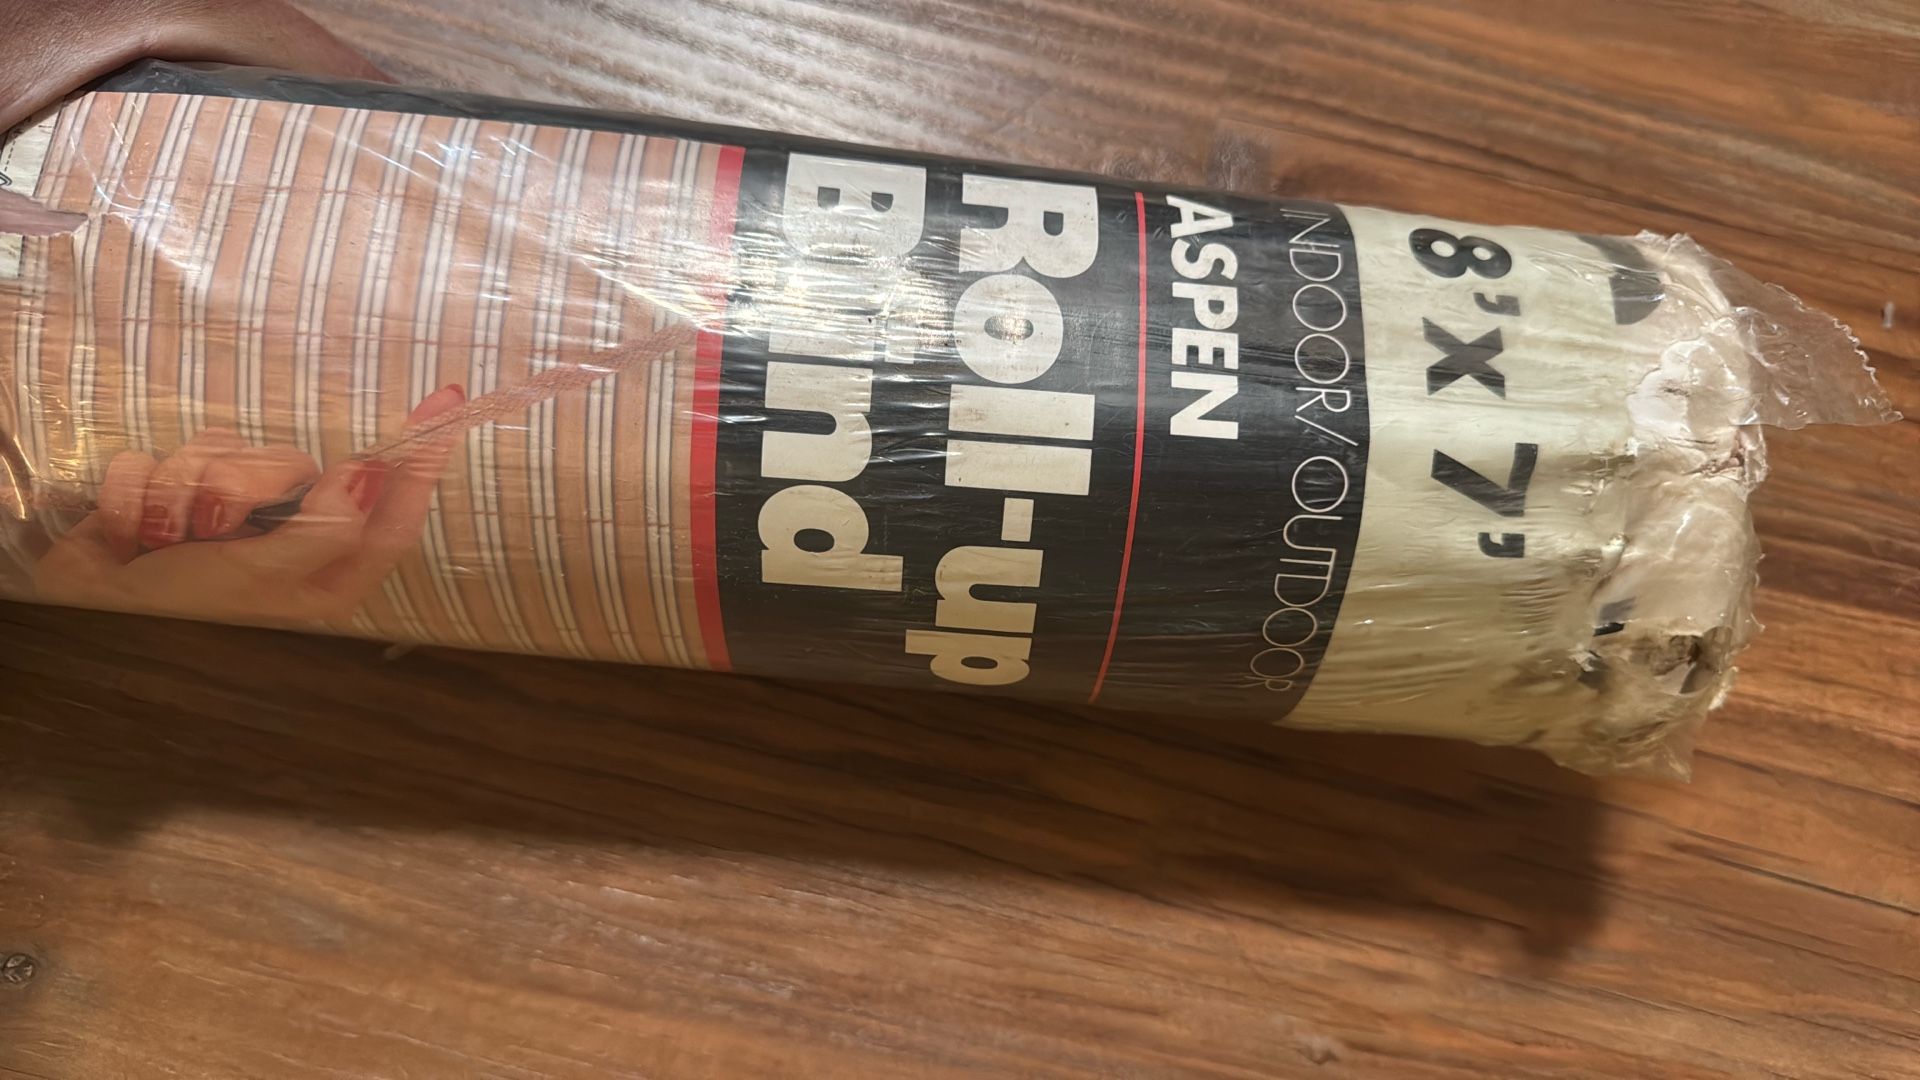 8'x 7'
INDOOR/OUTDOOR
ASPEN
Roll-up
Blind